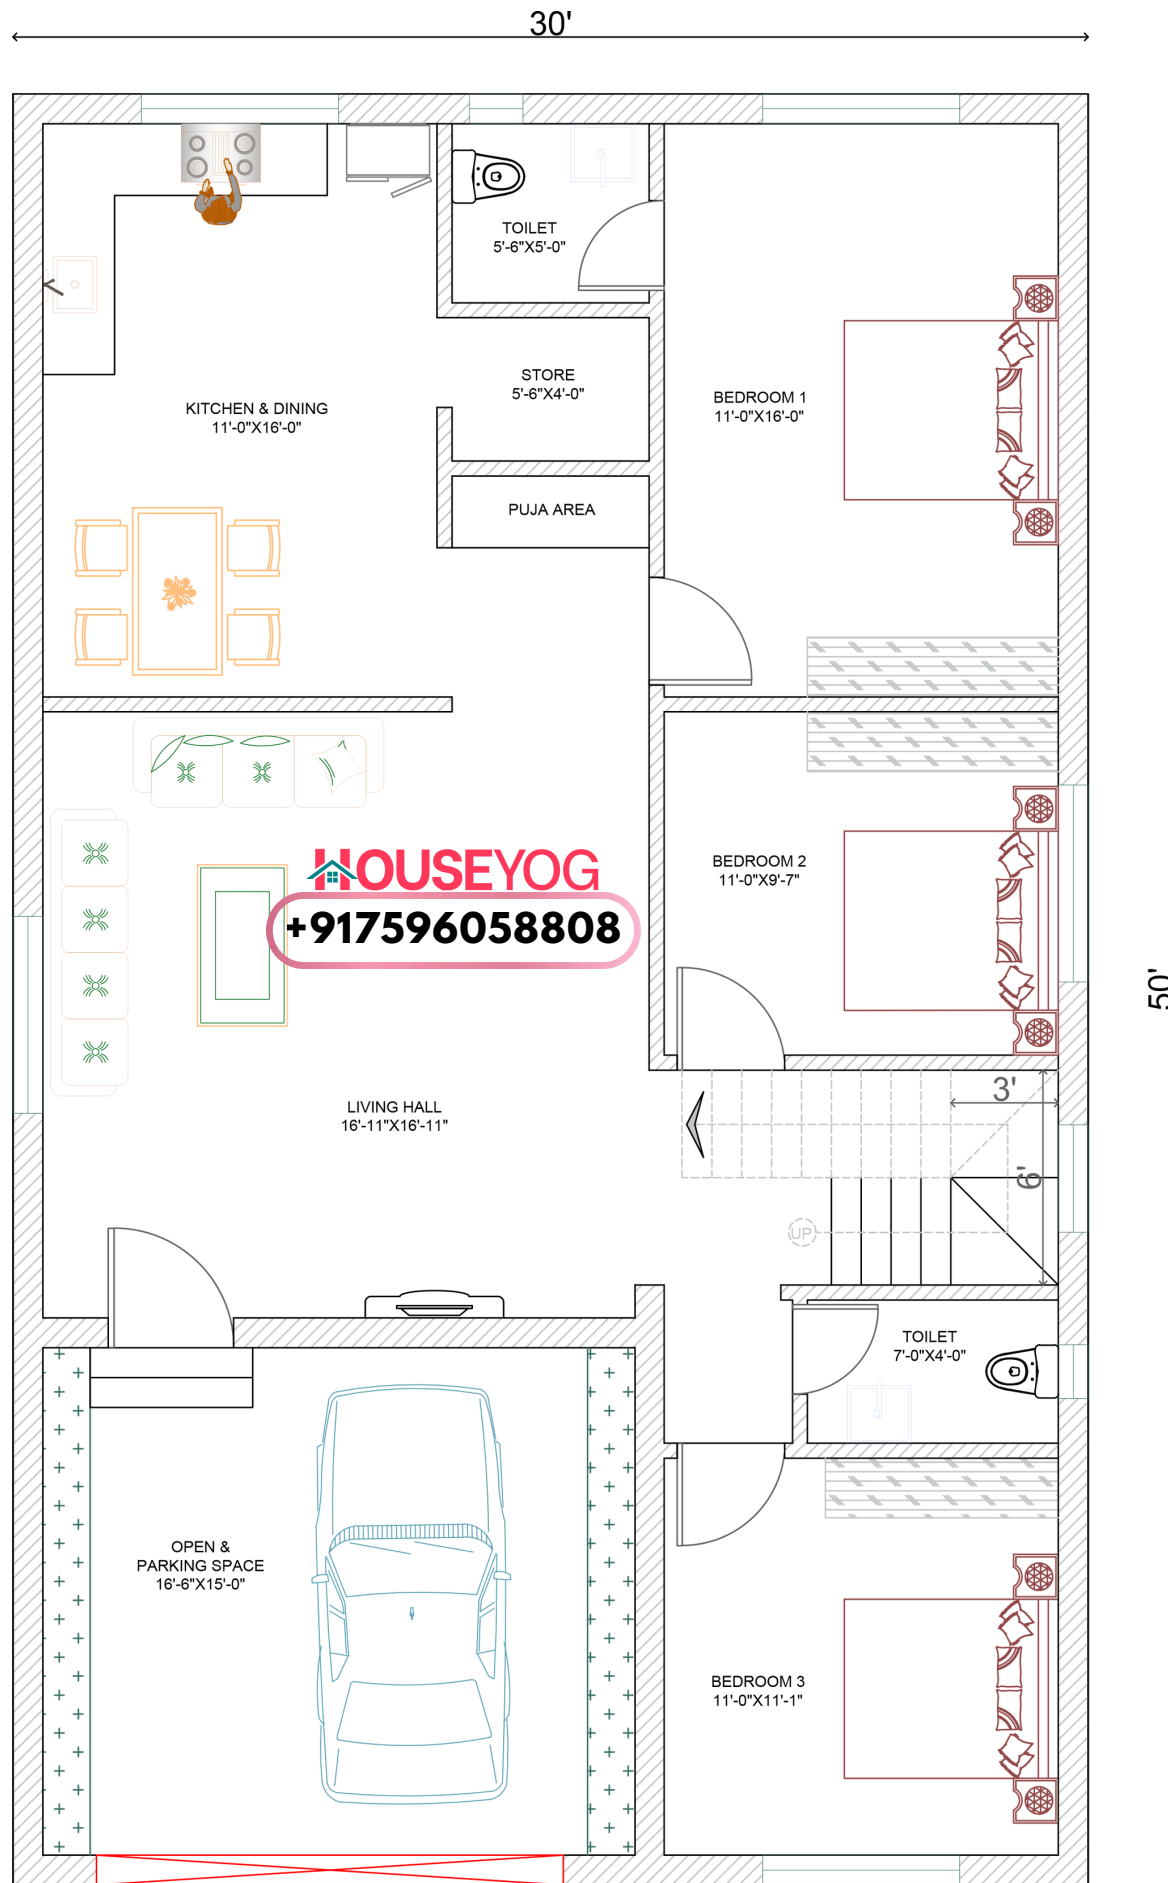 30'
TOILET
5'-6"X5'-0"
STORE
5'-6"X4'-0"
BEDROOM 1
11'-0"X16'-0"
KITCHEN & DINING
11'-0"X16'-0"
PUJA AREA
HOUSEYOG
+917596058808
BEDROOM 2
11'-0"X9'-7"
50'
3'
LIVING HALL
16'-11"X16'-11"
6'
UP
TOILET
7'-0"X4'-0"
OPEN &
PARKING SPACE
16'-6"X15'-0"
BEDROOM 3
11'-0"X11'-1"